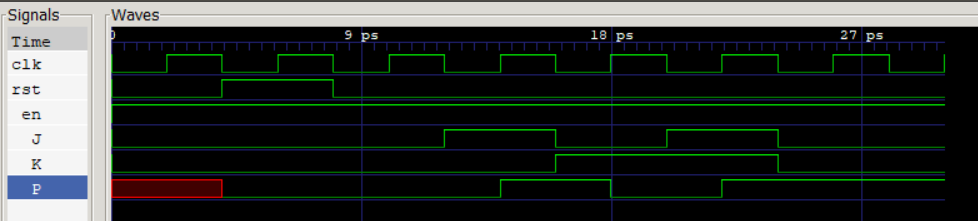 Signals Waves
Time 0 9 ps 18 ps 27 ps
clk
rst
en
J
K
P